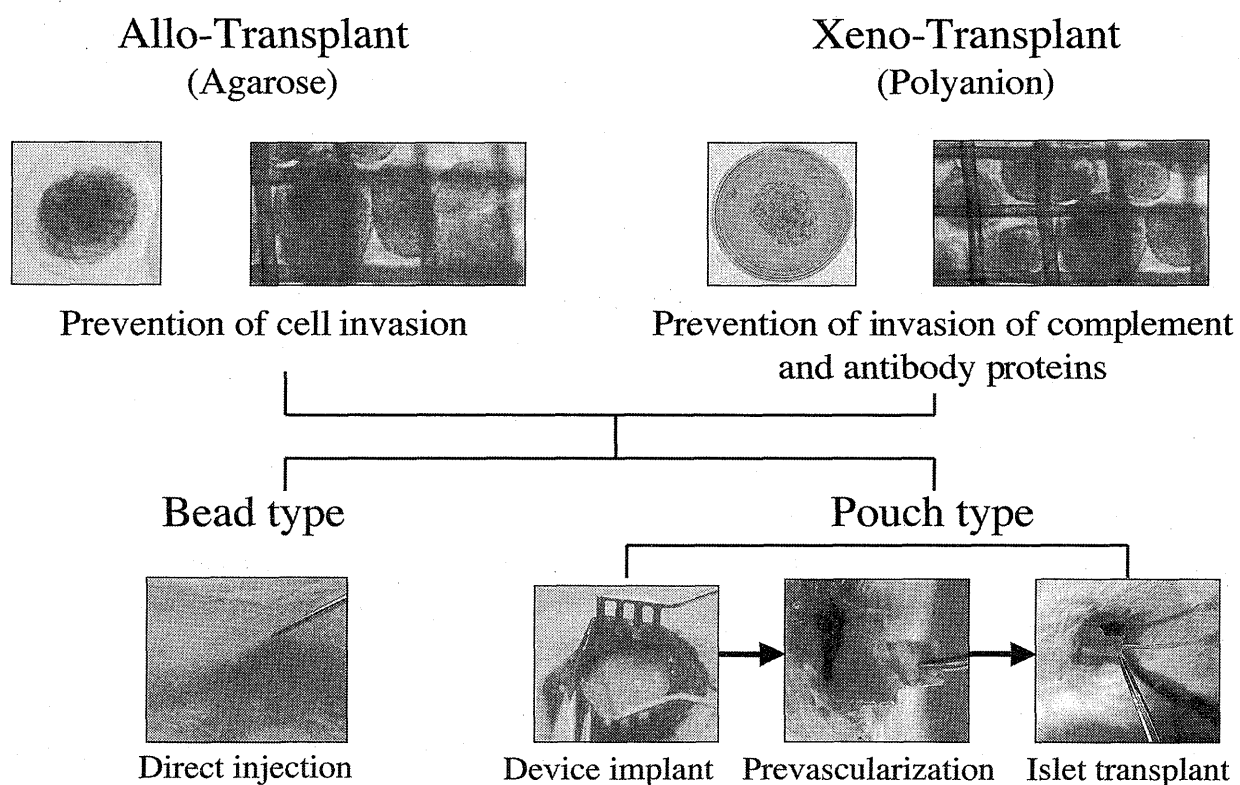 Allo-Transplant
(Agarose)
Xeno-Transplant
(Polyanion)
Prevention of cell invasion
Prevention of invasion of complement
and antibody proteins
Bead type
Pouch type
Direct injection
Device implant
Prevascularization
Islet transplant